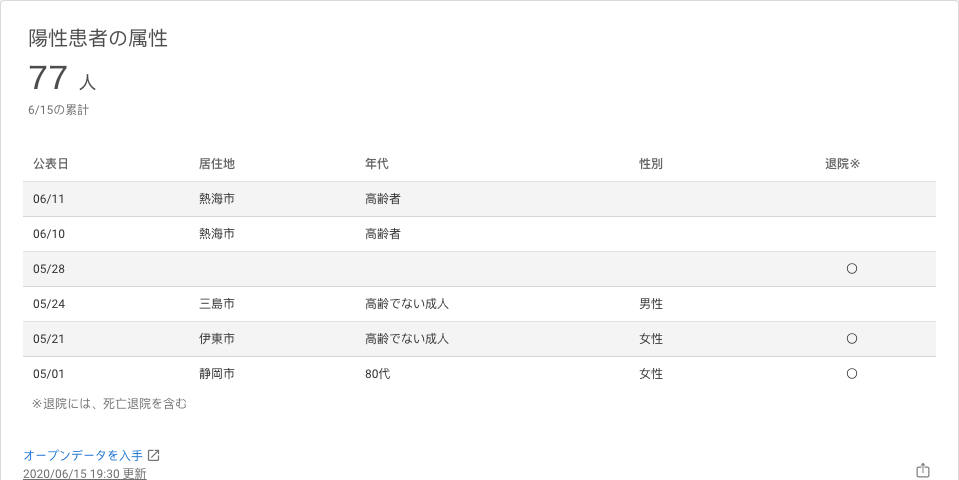 陽性患者の属性
77 人
6/15の累計
公表日 居住地 年代 性別 退院※
06/11 熱海市 高齢者
06/10 熱海市 高齢者
05/28 〇
05/24 三島市 高齢でない成人 男性
05/21 伊東市 高齢でない成人 女性 〇
05/01 静岡市 80代 女性 〇
※退院には、死亡退院を含む
オープンデータを入手
2020/06/15 19:30 更新